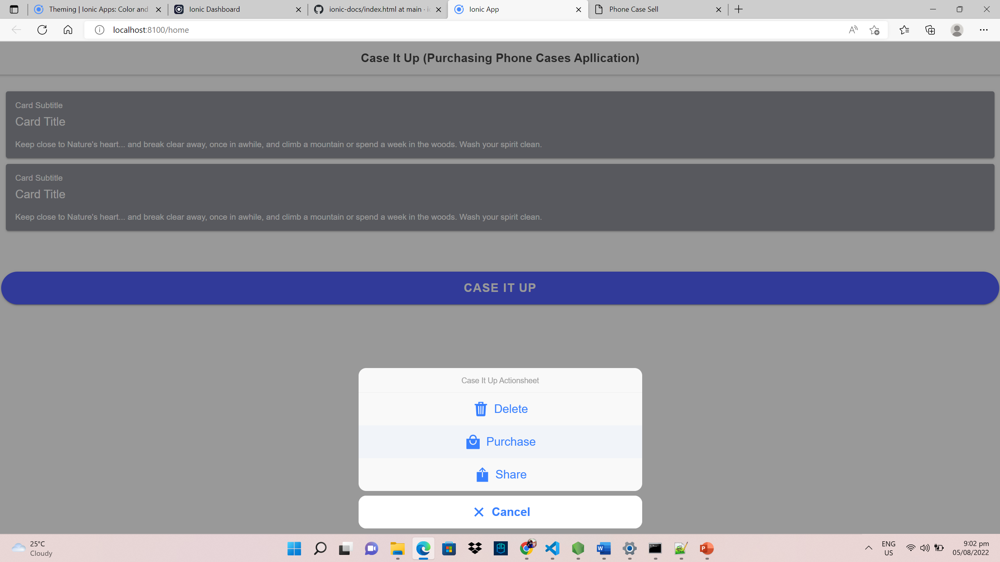 Theming | Ionic Apps: Color and
Ionic Dashboard
ionic-docs/index.html at main · io
Ionic App
Phone Case Sell
localhost:8100/home
Case It Up (Purchasing Phone Cases Apllication)
Card Subtitle
Card Title
Keep close to Nature's heart... and break clear away, once in awhile, and climb a mountain or spend a week in the woods. Wash your spirit clean.
Card Subtitle
Card Title
Keep close to Nature's heart... and break clear away, once in awhile, and climb a mountain or spend a week in the woods. Wash your spirit clean.
CASE IT UP
Case It Up Actionsheet
Delete
Purchase
Share
Cancel
25°C
Cloudy
ENG
US
9:02 pm
05/08/2022